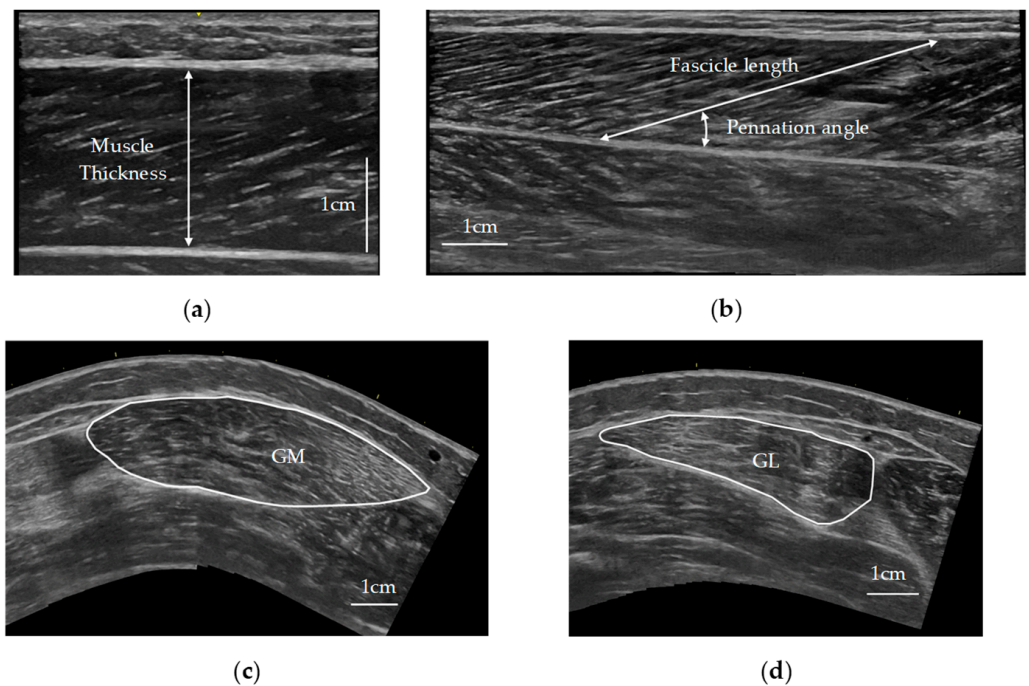 Muscle
Thickness
1cm
(a)
Fascicle length
Pennation angle
1cm
(b)
GM
1cm
(c)
GL
1cm
(d)